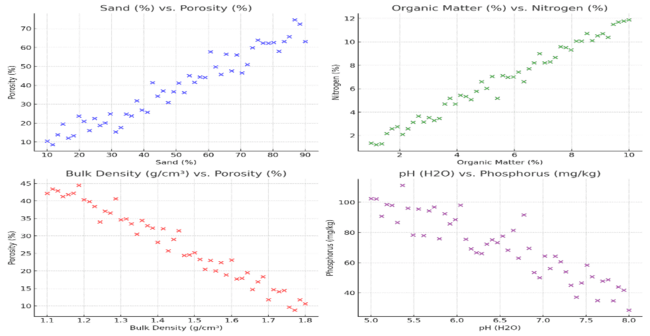 Sand (%) vs. Porosity (%)
Porosity (%)
70
60
50
40
30
20
10
10 20 30 40 50 60 70 80 90
Sand (%)
Organic Matter (%) vs. Nitrogen (%)
Nitrogen (%)
12
10
8
6
4
2
2 4 6 8 10
Organic Matter (%)
Bulk Density (g/cm³) vs. Porosity (%)
Porosity (%)
45
40
35
30
25
20
15
10
1.1 1.2 1.3 1.4 1.5 1.6 1.7 1.8
Bulk Density (g/cm³)
pH (H2O) vs. Phosphorus (mg/kg)
Phosphorus (mg/kg)
100
80
60
40
5.0 5.5 6.0 6.5 7.0 7.5 8.0
pH (H2O)